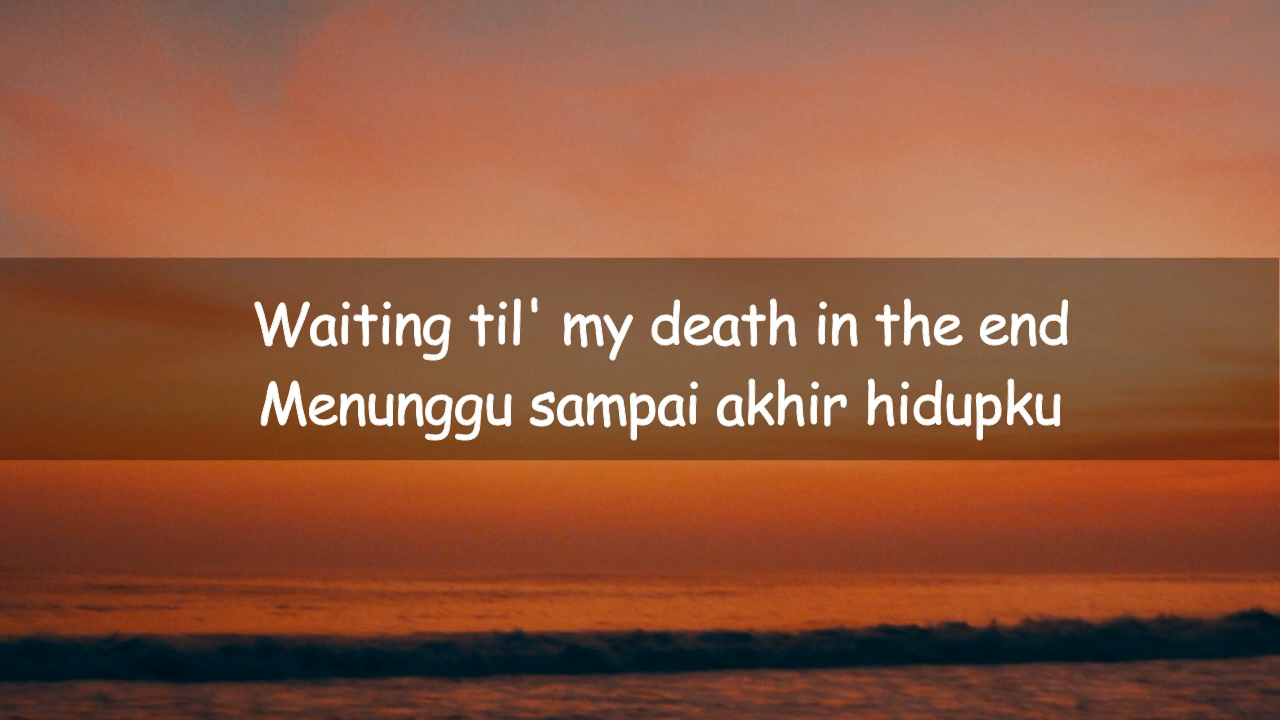 Waiting til' my death in the end
Menunggu sampai akhir hidupku